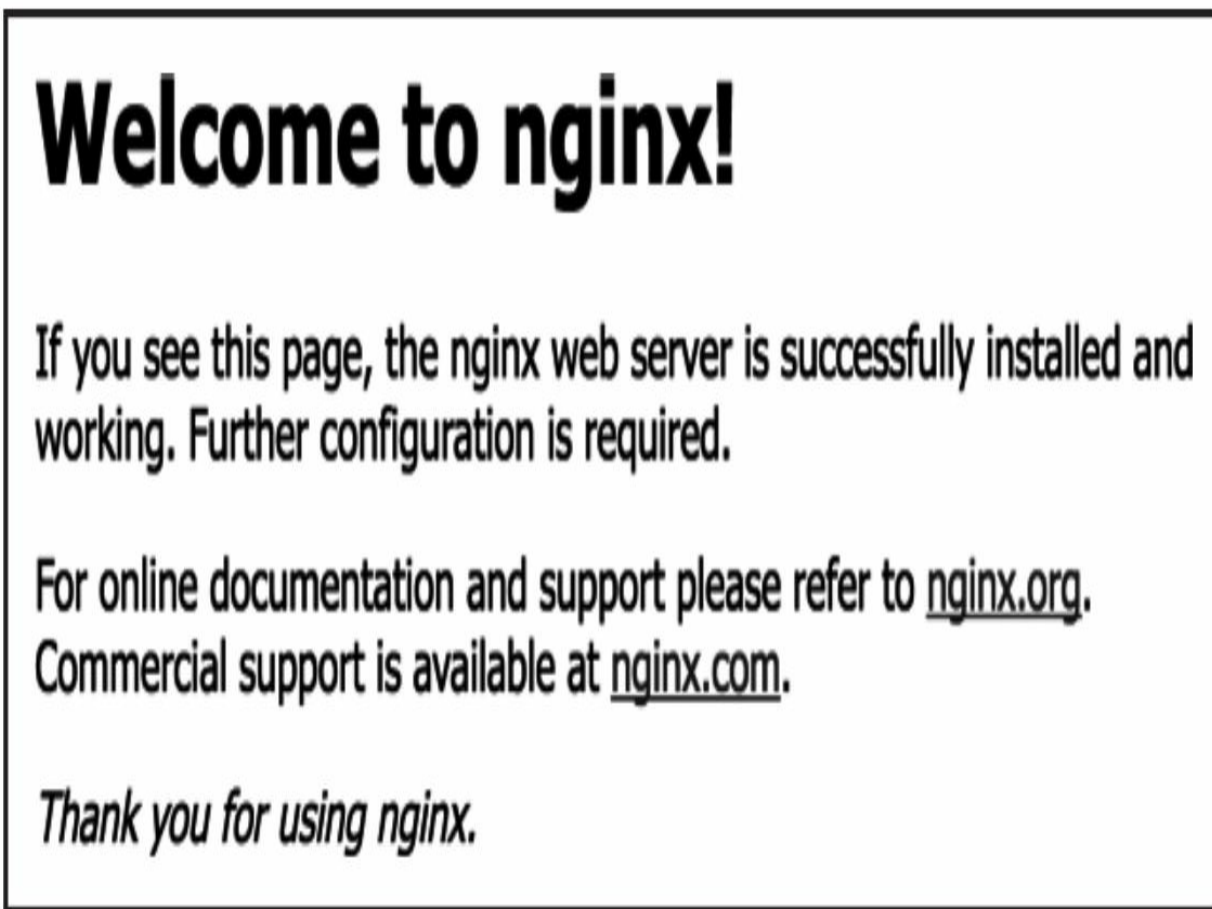 Welcome to nginx!
If you see this page, the nginx web server is successfully installed and
working. Further configuration is required.
For online documentation and support please refer to nginx.org.
Commercial support is available at nginx.com.
Thank you for using nginx.